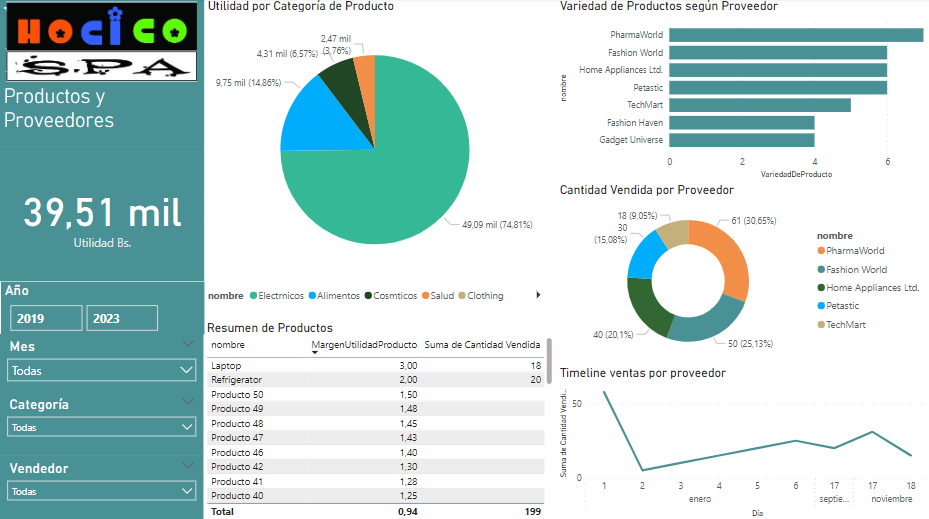 HOCICO
S.P.A
Productos y
Proveedores
39,51 mil
Utilidad Bs.
Año
2019 2023
Mes
Todas
Categoría
Todas
Vendedor
Todas
Utilidad por Categoría de Producto
2,47 mil
(3,76%)
4,31 mil (6,57%)
9,75 mil (14,86%)
49,09 mil (74,81%)
nombre Electrnicos Alimentos Cosmticos Salud Clothing
Resumen de Productos
nombre MargenUtilidadProducto Suma de Cantidad Vendida
Laptop 3,00 18
Refrigerator 2,00 20
Producto 50 1,50
Producto 49 1,48
Producto 48 1,45
Producto 47 1,43
Producto 46 1,40
Producto 42 1,30
Producto 41 1,28
Producto 40 1,25
Total 0,94 199
Variedad de Productos según Proveedor
nombre
PharmaWorld
Fashion World
Home Appliances Ltd.
Petastic
TechMart
Fashion Haven
Gadget Universe
0 2 4 6
VariedadDeProducto
Cantidad Vendida por Proveedor
18 (9,05%)
30
(15,08%)
61 (30,65%)
40 (20,1%)
50 (25,13%)
nombre
PharmaWorld
Fashion World
Home Appliances Ltd.
Petastic
TechMart
Timeline ventas por proveedor
Suma de Cantidad Vendi...
50
0
1 2 3 4 5 6 17 17 18
enero septie... noviembre
Día